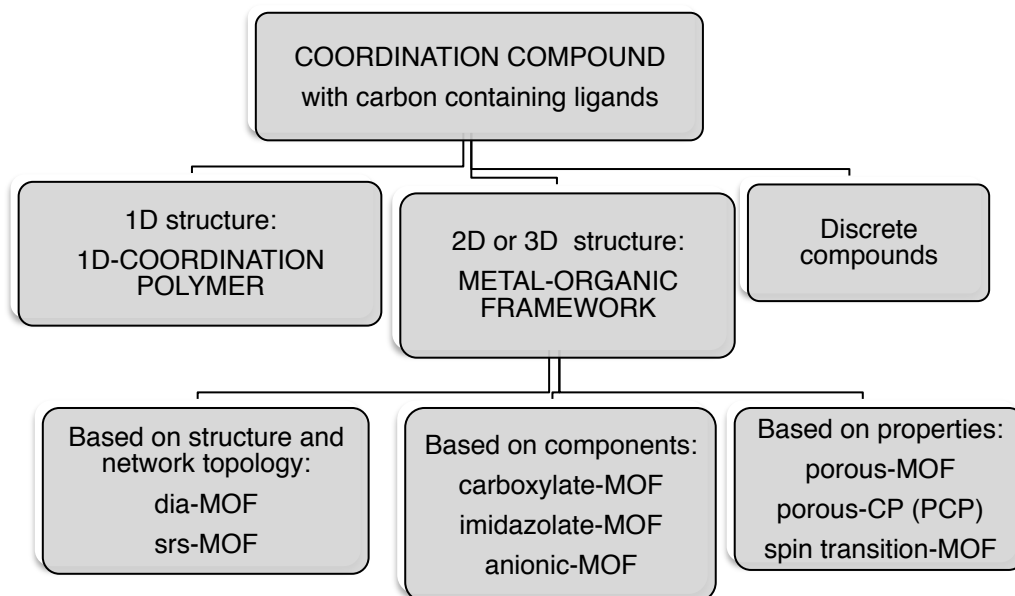 COORDINATION COMPOUND
with carbon containing ligands
1D structure:
1D-COORDINATION
POLYMER
2D or 3D structure:
METAL-ORGANIC
FRAMEWORK
Discrete
compounds
Based on structure and
network topology:
dia-MOF
srs-MOF
Based on components:
carboxylate-MOF
imidazolate-MOF
anionic-MOF
Based on properties:
porous-MOF
porous-CP (PCP)
spin transition-MOF